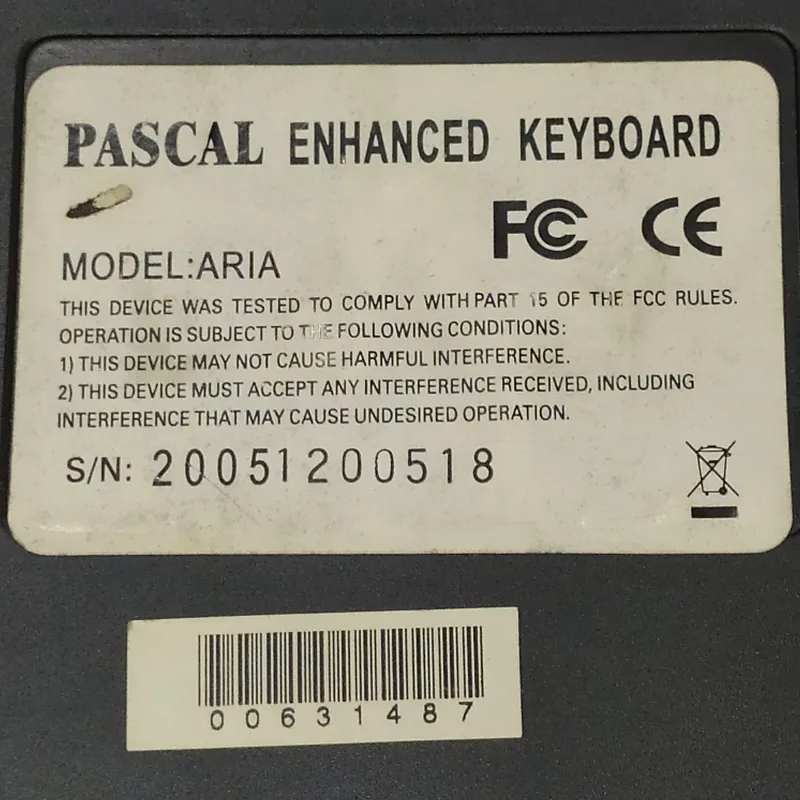 PASCAL ENHANCED KEYBOARD
FC CE
MODEL:ARIA
THIS DEVICE WAS TESTED TO COMPLY WITH PART 15 OF THE FCC RULES.
OPERATION IS SUBJECT TO THE FOLLOWING CONDITIONS:
1) THIS DEVICE MAY NOT CAUSE HARMFUL INTERFERENCE.
2) THIS DEVICE MUST ACCEPT ANY INTERFERENCE RECEIVED, INCLUDING
INTERFERENCE THAT MAY CAUSE UNDESIRED OPERATION.
S/N: 20051200518
00631487